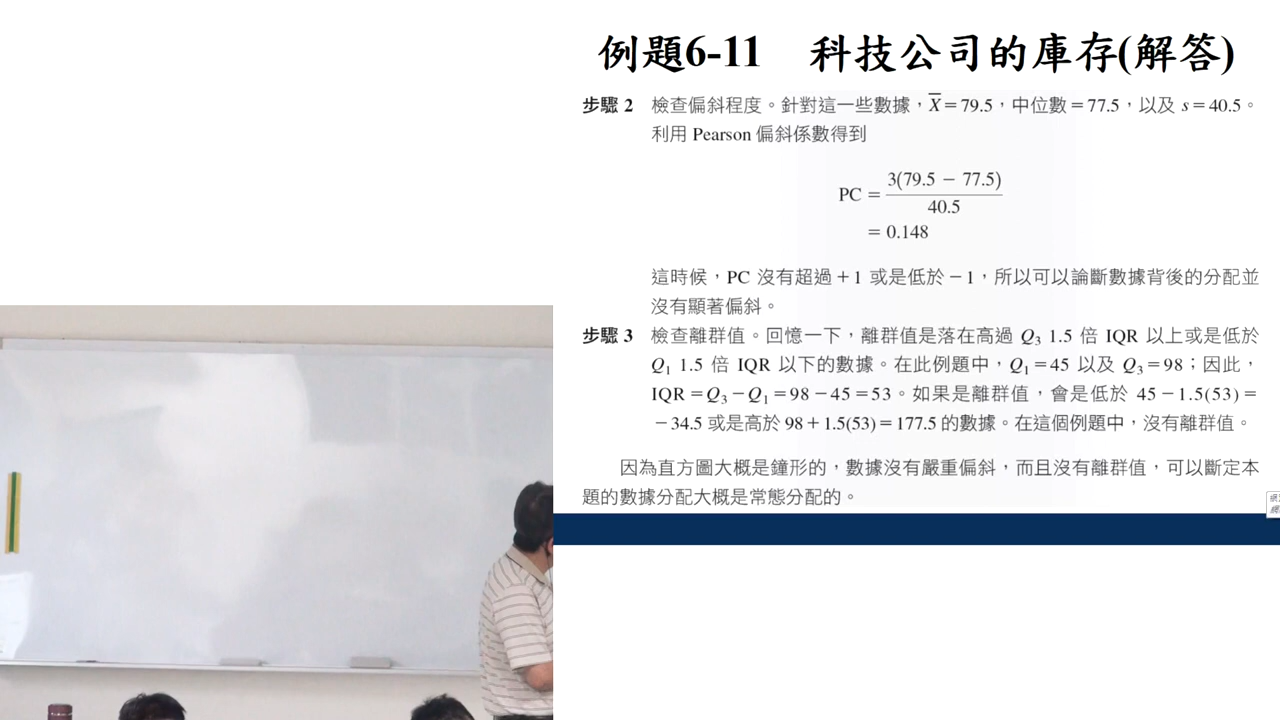 例題6-11 科技公司的庫存(解答)
步驟 2 檢查偏斜程度。針對這一些數據，X̄ = 79.5，中位數 = 77.5，以及 s = 40.5。
利用 Pearson 偏斜係數得到
PC = 3(79.5 − 77.5) / 40.5
= 0.148
這時候，PC 沒有超過 +1 或是低於 −1，所以可以論斷數據背後的分配並
沒有顯著偏斜。
步驟 3 檢查離群值。回憶一下，離群值是落在高過 Q₃ 1.5 倍 IQR 以上或是低於
Q₁ 1.5 倍 IQR 以下的數據。在此例題中，Q₁ = 45 以及 Q₃ = 98；因此，
IQR = Q₃ − Q₁ = 98 − 45 = 53。如果是離群值，會是低於 45 − 1.5(53) =
−34.5 或是高於 98 + 1.5(53) = 177.5 的數據。在這個例題中，沒有離群值。
因為直方圖大概是鐘形的，數據沒有嚴重偏斜，而且沒有離群值，可以斷定本
題的數據分配大概是常態分配的。